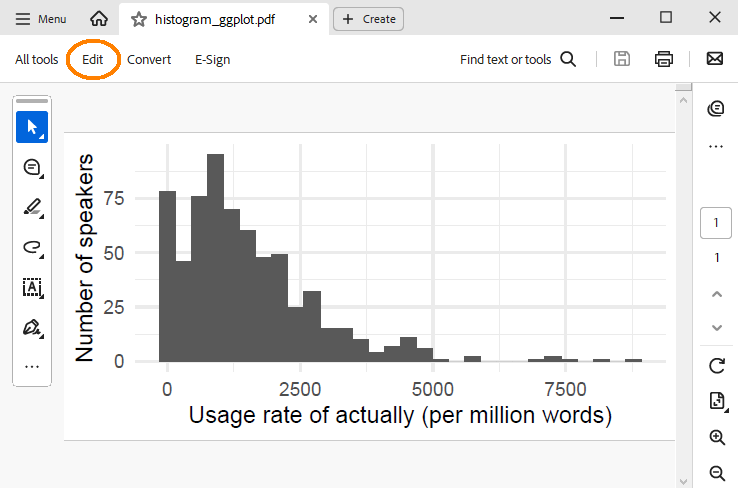 Menu
histogram_ggplot.pdf
Create
All tools
Edit
Convert
E-Sign
Find text or tools
1
1
Number of speakers
75
50
25
0
0
2500
5000
7500
Usage rate of actually (per million words)
A